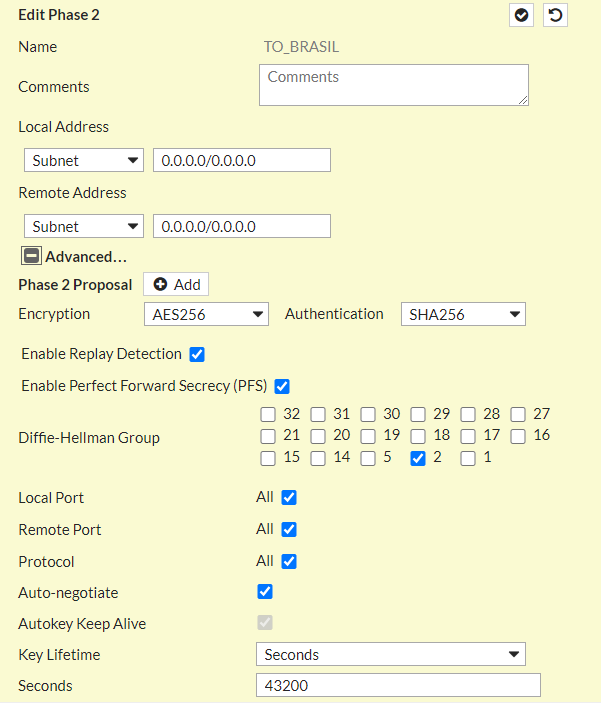 Edit Phase 2
Name TO_BRASIL
Comments Comments
Local Address
Subnet 0.0.0.0/0.0.0.0
Remote Address
Subnet 0.0.0.0/0.0.0.0
Advanced...
Phase 2 Proposal Add
Encryption AES256 Authentication SHA256
Enable Replay Detection
Enable Perfect Forward Secrecy (PFS)
32 31 30 29 28 27
Diffie-Hellman Group 21 20 19 18 17 16
15 14 5 2 1
Local Port All
Remote Port All
Protocol All
Auto-negotiate
Autokey Keep Alive
Key Lifetime Seconds
Seconds 43200